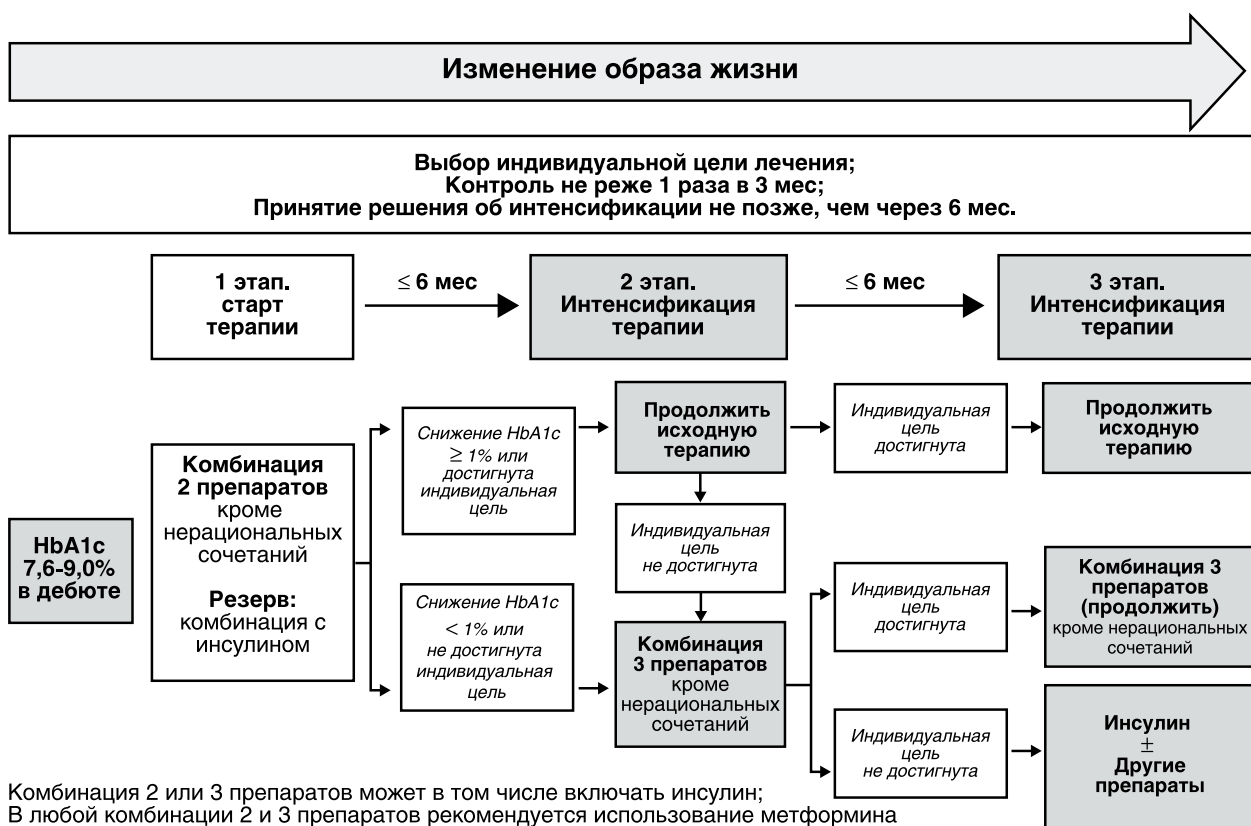 Изменение образа жизни
Выбор индивидуальной цели лечения;
Контроль не реже 1 раза в 3 мес;
Принятие решения об интенсификации не позже, чем через 6 мес.
1 этап.
старт
терапии
≤ 6 мес
2 этап.
Интенсификация
терапии
≤ 6 мес
3 этап.
Интенсификация
терапии
HbA1c
7,6-9,0%
в дебюте
Комбинация
2 препаратов
кроме
нерациональных
сочетаний
Резерв:
комбинация с
инсулином
Снижение HbA1c
≥ 1% или
достигнута
индивидуальная
цель
Продолжить
исходную
терапию
Индивидуальная
цель
достигнута
Продолжить
исходную
терапию
Индивидуальная
цель
не достигнута
Снижение HbA1c
< 1% или
не достигнута
индивидуальная
цель
Комбинация
3 препаратов
кроме
нерациональных
сочетаний
Индивидуальная
цель
достигнута
Комбинация 3
препаратов
(продолжить)
кроме нерациональных
сочетаний
Индивидуальная
цель
не достигнута
Инсулин
±
Другие
препараты
Комбинация 2 или 3 препаратов может в том числе включать инсулин;
В любой комбинации 2 и 3 препаратов рекомендуется использование метформина